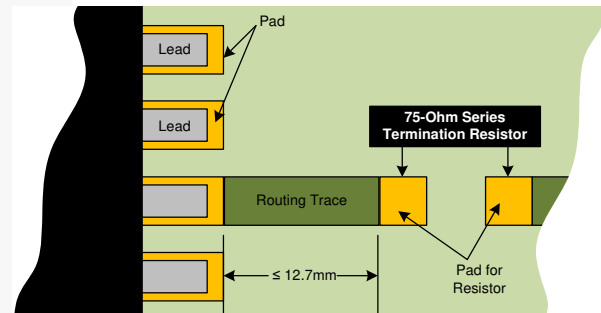 Pad
Lead
Lead
75-Ohm Series
Termination Resistor
Routing Trace
≤ 12.7mm
Pad for
Resistor